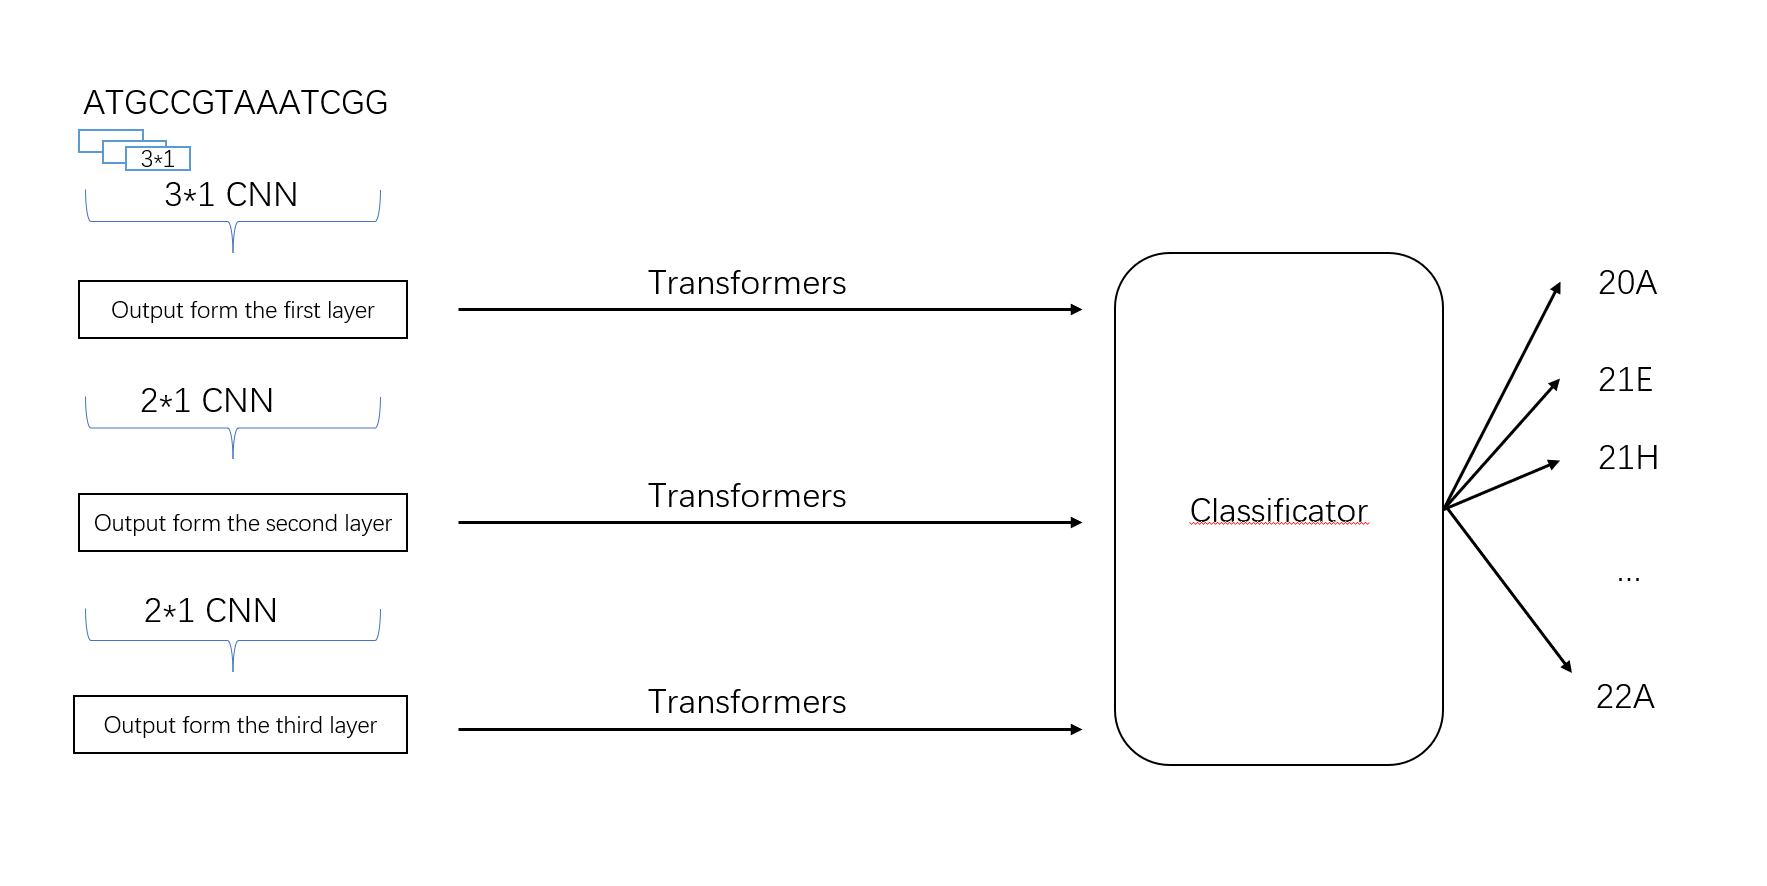 ATGCCGTAAATCGG
3*1
3*1 CNN
Output form the first layer
Transformers
2*1 CNN
Output form the second layer
Transformers
2*1 CNN
Output form the third layer
Transformers
Classificator
20A
21E
21H
...
22A